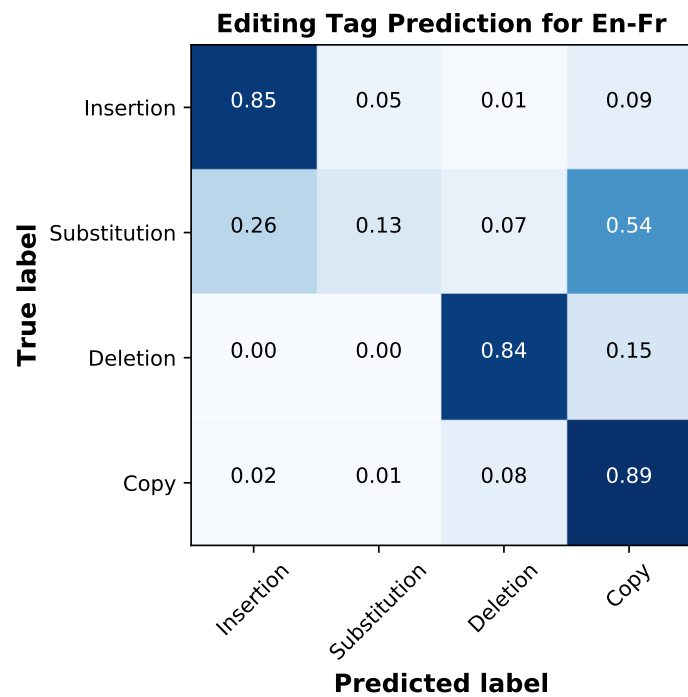 Editing Tag Prediction for En-Fr
True label
Insertion 0.85 0.05 0.01 0.09
Substitution 0.26 0.13 0.07 0.54
Deletion 0.00 0.00 0.84 0.15
Copy 0.02 0.01 0.08 0.89
Insertion Substitution Deletion Copy
Predicted label